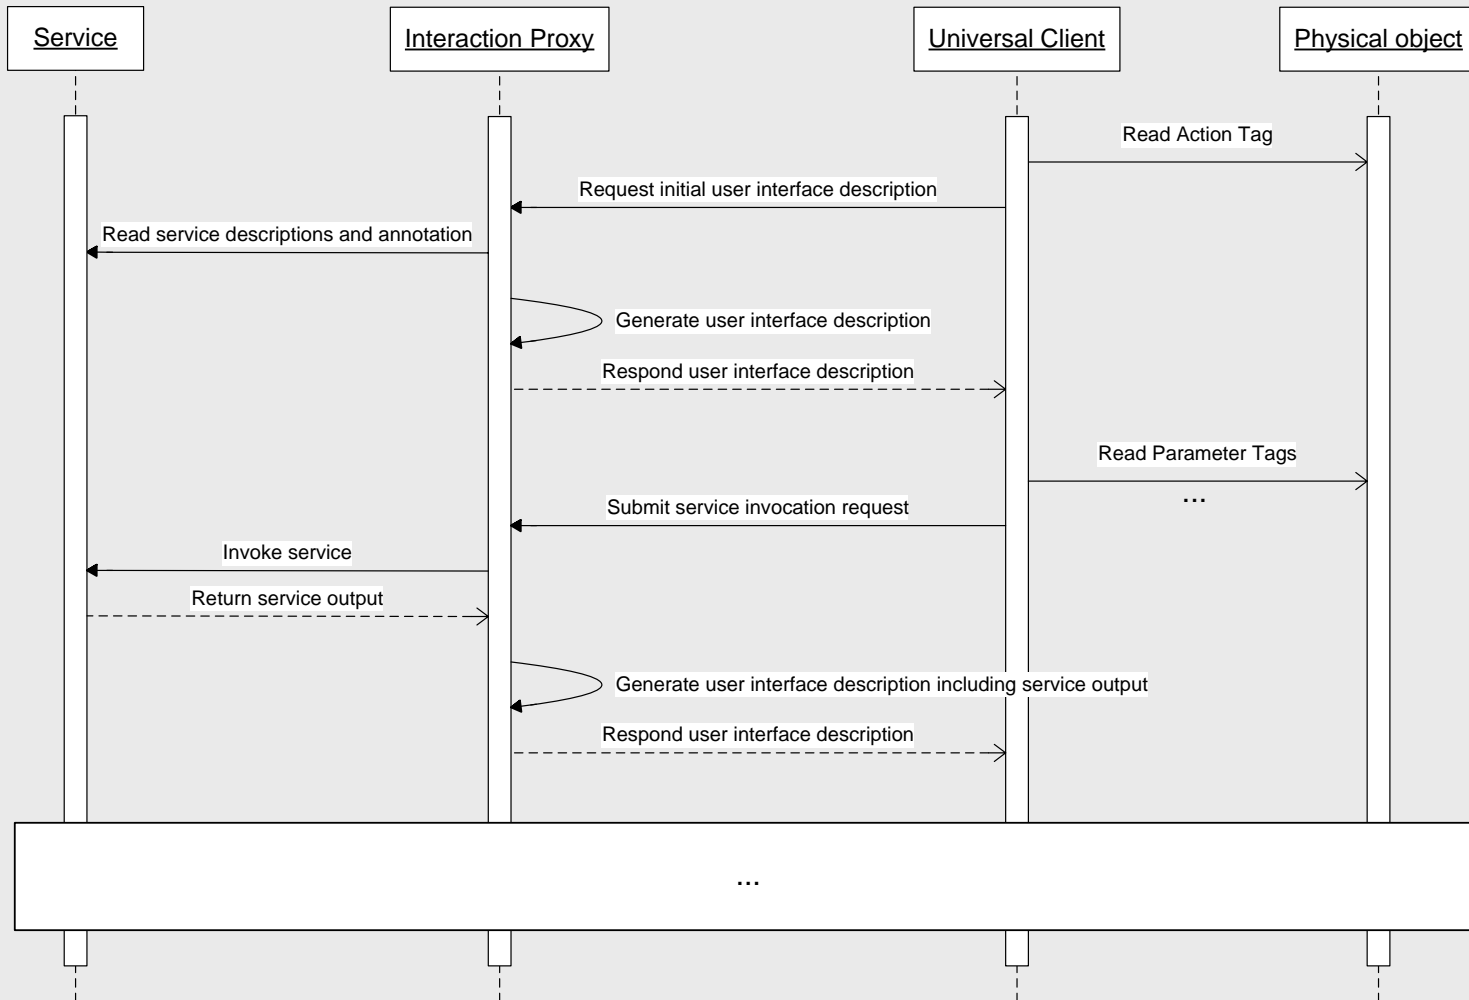 Service
Interaction Proxy
Universal Client
Physical object
Read Action Tag
Request initial user interface description
Read service descriptions and annotation
Generate user interface description
Respond user interface description
Read Parameter Tags
...
Submit service invocation request
Invoke service
Return service output
Generate user interface description including service output
Respond user interface description
...